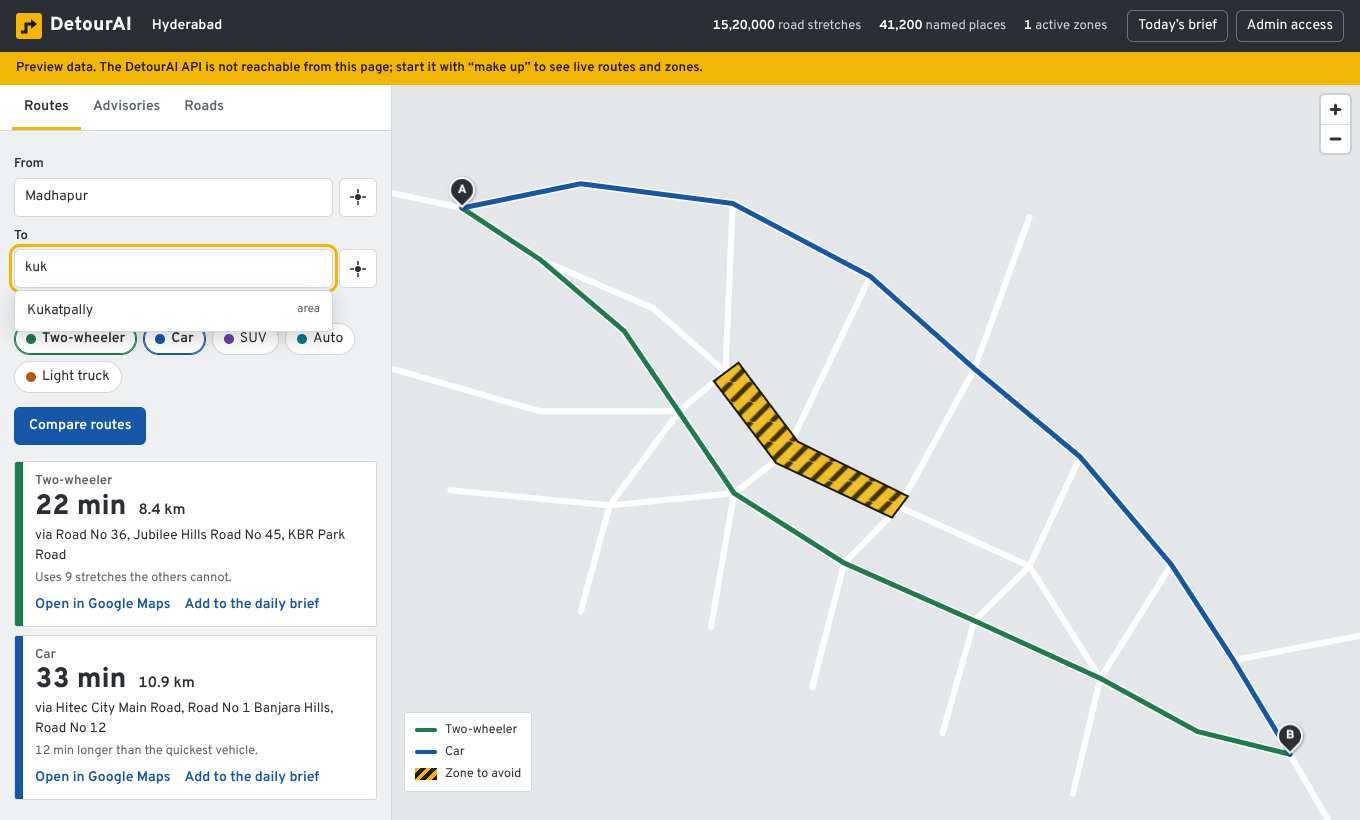 DetourAI
Hyderabad
15,20,000 road stretches
41,200 named places
1 active zones
Today's brief
Admin access
Preview data. The DetourAI API is not reachable from this page; start it with “make up” to see live routes and zones.
Routes
Advisories
Roads
From
Madhapur
To
kuk
Kukatpally
area
Two-wheeler
Car
SUV
Auto
Light truck
Compare routes
Two-wheeler
22 min 8.4 km
via Road No 36, Jubilee Hills Road No 45, KBR Park
Road
Uses 9 stretches the others cannot.
Open in Google Maps
Add to the daily brief
Car
33 min 10.9 km
via Hitec City Main Road, Road No 1 Banjara Hills,
Road No 12
12 min longer than the quickest vehicle.
Open in Google Maps
Add to the daily brief
+
−
A
B
Two-wheeler
Car
Zone to avoid